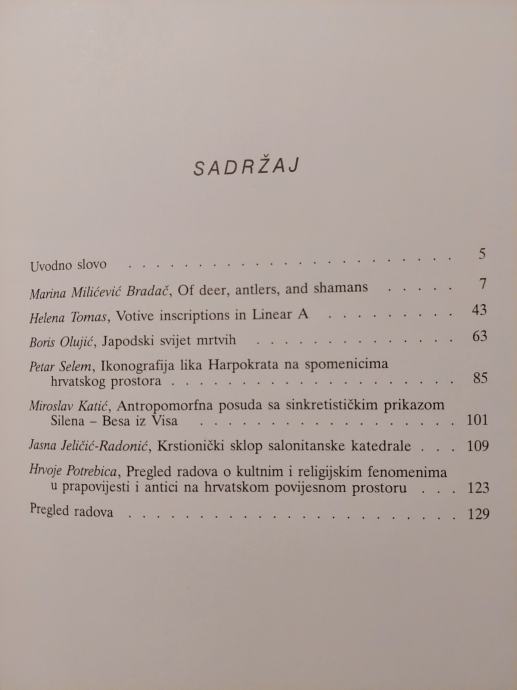 SADRŽAJ
Uvodno slovo . . . . . . . . . . . . . . . . . . . . . . . 5
Marina Milićević Bradač, Of deer, antlers, and shamans . . . . . 7
Helena Tomas, Votive inscriptions in Linear A . . . . . . . . . 43
Boris Olujić, Japodski svijet mrtvih . . . . . . . . . . . . . . 63
Petar Selem, Ikonografija lika Harpokrata na spomenicima
hrvatskog prostora . . . . . . . . . . . . . . . . . . . . 85
Miroslav Katić, Antropomorfna posuda sa sinkretističkim prikazom
Silena – Besa iz Visa . . . . . . . . . . . . . . . . . . 101
Jasna Jeličić-Radonić, Krstionički sklop salonitanske katedrale . . . 109
Hrvoje Potrebica, Pregled radova o kultnim i religijskim fenomenima
u prapovijesti i antici na hrvatskom povijesnom prostoru . . . 123
Pregled radova . . . . . . . . . . . . . . . . . . . . . . . 129